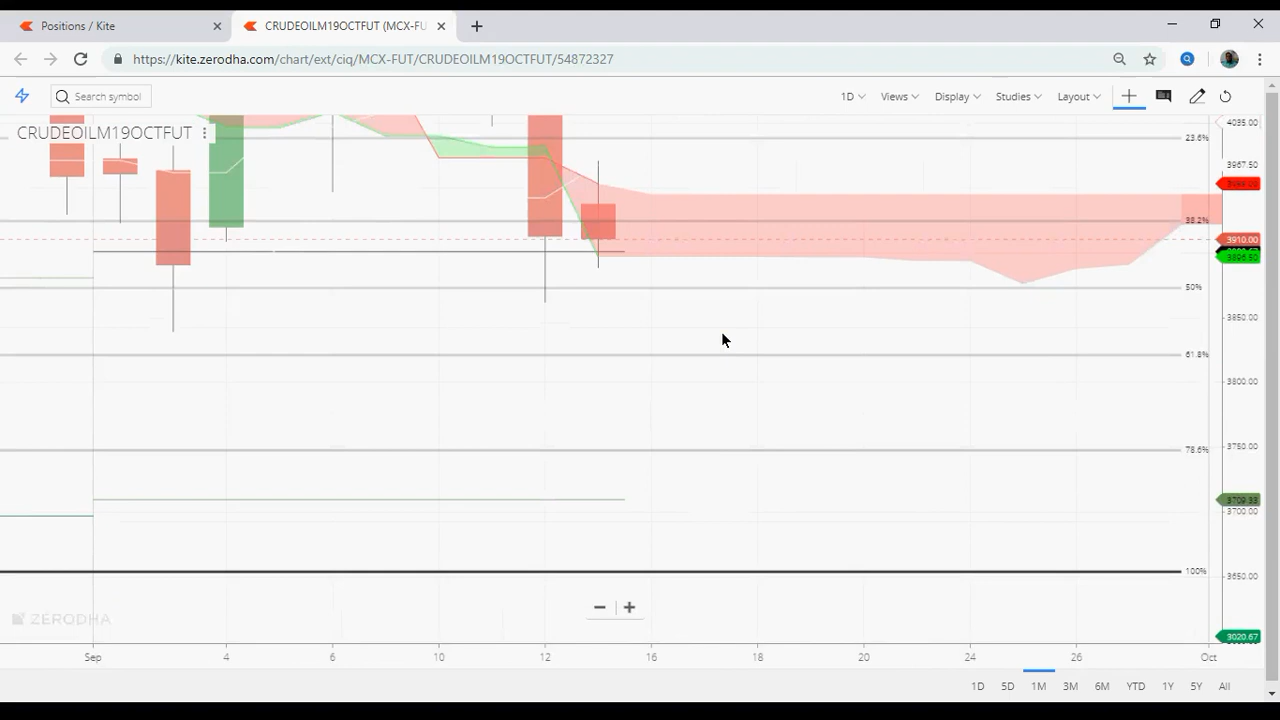 Positions / Kite
CRUDEOILM19OCTFUT (MCX-FU
https://kite.zerodha.com/chart/ext/ciq/MCX-FUT/CRUDEOILM19OCTFUT/54872327
Search symbol
1D
Views
Display
Studies
Layout
CRUDEOILM19OCTFUT
4035.00
23.6%
3967.50
38.2%
3910.00
3896.50
50%
3850.00
61.8%
3800.00
3750.00
78.6%
3709.33
3700.00
100%
3650.00
ZERODHA
3020.67
Sep
4
6
10
12
16
18
20
24
26
Oct
1D
5D
1M
3M
6M
YTD
1Y
5Y
All